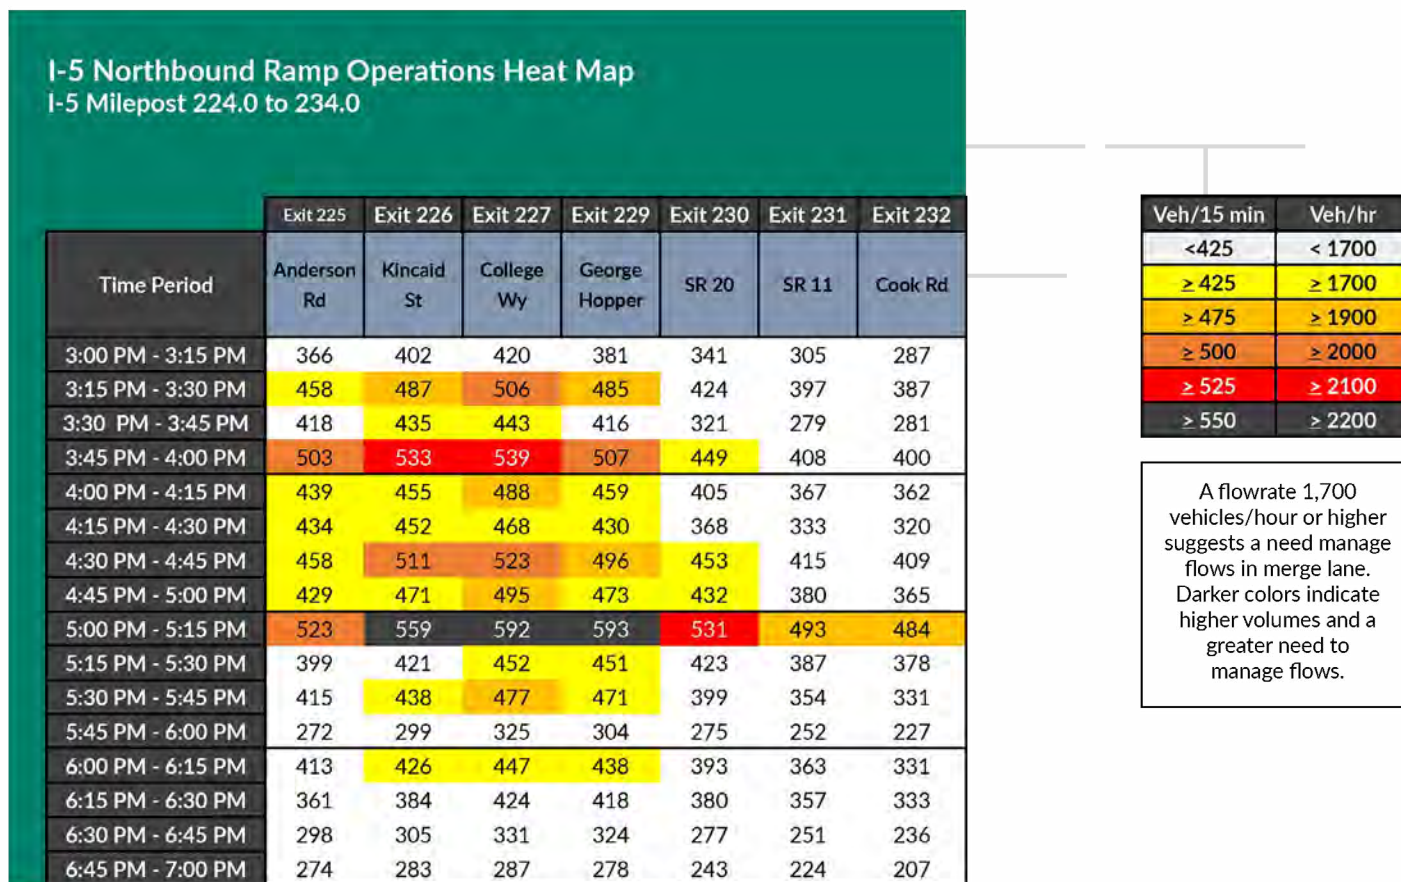 I-5 Northbound Ramp Operations Heat Map
I-5 Milepost 224.0 to 234.0
Exit 225 Exit 226 Exit 227 Exit 229 Exit 230 Exit 231 Exit 232
Time Period Anderson Rd Kincaid St College Wy George Hopper SR 20 SR 11 Cook Rd
3:00 PM - 3:15 PM 366 402 420 381 341 305 287
3:15 PM - 3:30 PM 458 487 506 485 424 397 387
3:30 PM - 3:45 PM 418 435 443 416 321 279 281
3:45 PM - 4:00 PM 503 533 539 507 449 408 400
4:00 PM - 4:15 PM 439 455 488 459 405 367 362
4:15 PM - 4:30 PM 434 452 468 430 368 333 320
4:30 PM - 4:45 PM 458 511 523 496 453 415 409
4:45 PM - 5:00 PM 429 471 495 473 432 380 365
5:00 PM - 5:15 PM 523 559 592 593 531 493 484
5:15 PM - 5:30 PM 399 421 452 451 423 387 378
5:30 PM - 5:45 PM 415 438 477 471 399 354 331
5:45 PM - 6:00 PM 272 299 325 304 275 252 227
6:00 PM - 6:15 PM 413 426 447 438 393 363 331
6:15 PM - 6:30 PM 361 384 424 418 380 357 333
6:30 PM - 6:45 PM 298 305 331 324 277 251 236
6:45 PM - 7:00 PM 274 283 287 278 243 224 207
Veh/15 min Veh/hr
<425 < 1700
≥ 425 ≥ 1700
≥ 475 ≥ 1900
≥ 500 ≥ 2000
≥ 525 ≥ 2100
≥ 550 ≥ 2200
A flowrate 1,700
vehicles/hour or higher
suggests a need manage
flows in merge lane.
Darker colors indicate
higher volumes and a
greater need to
manage flows.